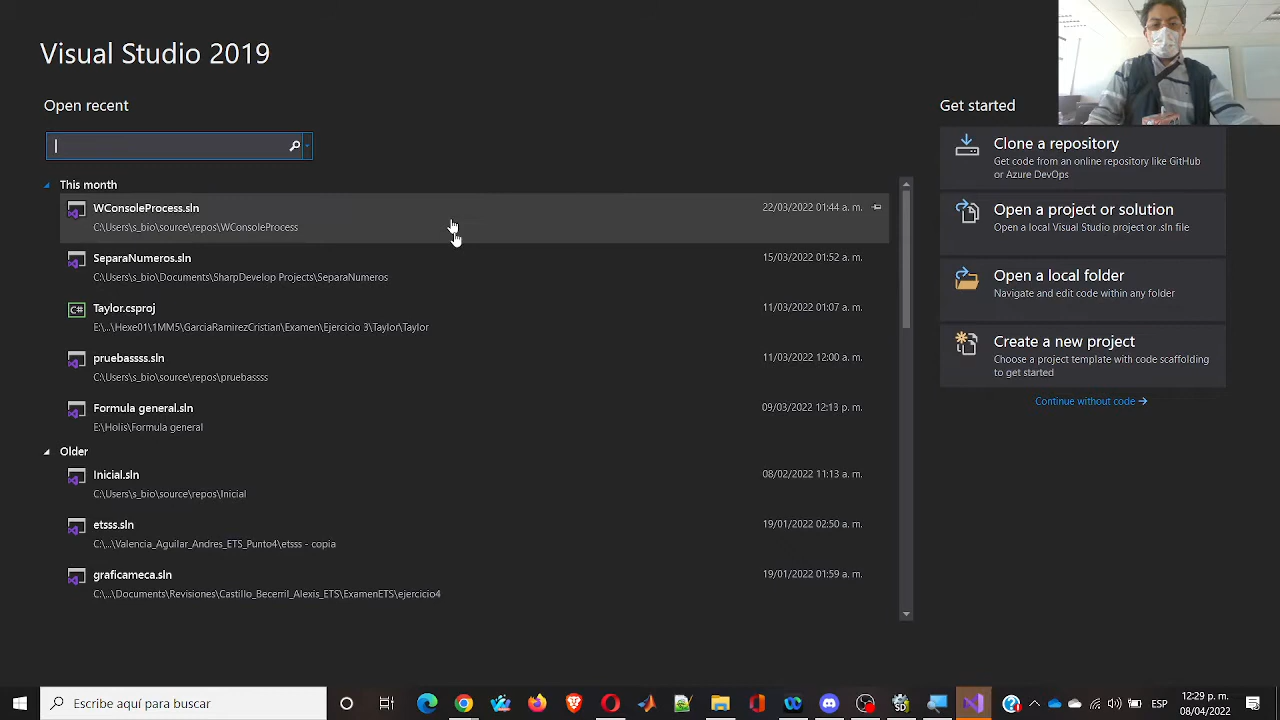 Visual Studio 2019
Open recent
This month
WConsoleProcess.sln
22/03/2022 01:44 a. m.
C:\Users\s_bio\source\repos\WConsoleProcess
SeparaNumeros.sln
15/03/2022 01:52 a. m.
C:\Users\s_bio\Documents\SharpDevelop Projects\SeparaNumeros
Taylor.csproj
11/03/2022 01:07 a. m.
E:\...\Hexe01\1MM5\GarciaRamirezCristian\Examen\Ejercicio 3\Taylor\Taylor
pruebassss.sln
11/03/2022 12:00 a. m.
C:\Users\s_bio\source\repos\pruebassss
Formula general.sln
09/03/2022 12:13 p. m.
E:\Holis\Formula general
Older
Inicial.sln
08/02/2022 11:13 a. m.
C:\Users\s_bio\source\repos\Inicial
etsss.sln
19/01/2022 02:50 a. m.
C:\...\Valencia_Aguilar_Andres_ETS_Punto4\etsss - copia
graficameca.sln
19/01/2022 01:59 a. m.
C:\...\Documents\Revisiones\Castillo_Becerril_Alexis_ETS\ExamenETS\ejercicio4
Get started
Clone a repository
Get code from an online repository like GitHub
or Azure DevOps
Open a project or solution
Open a local Visual Studio project or .sln file
Open a local folder
Navigate and edit code within any folder
Create a new project
Choose a project template with code scaffolding
to get started
Continue without code
Escribe aquí para buscar
ESP
12:29 p. m.
08/04/2022